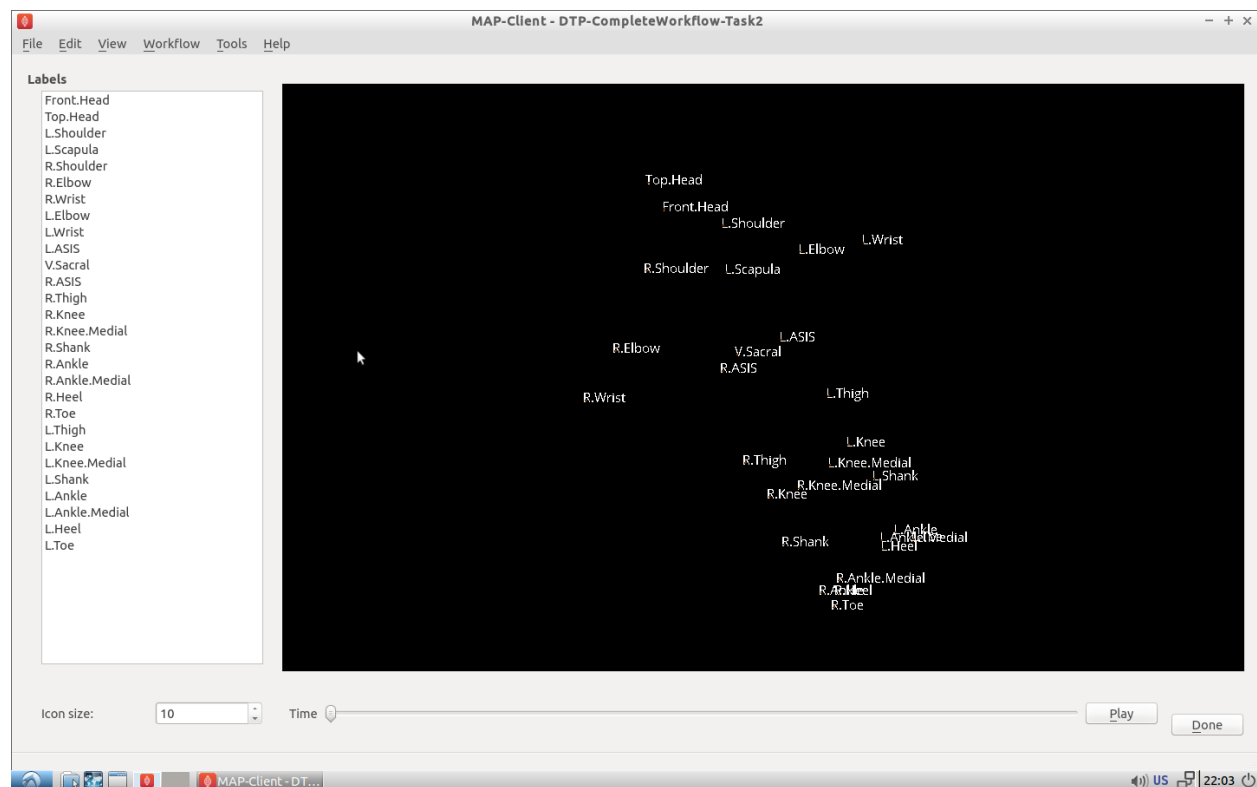 MAP-Client - DTP-CompleteWorkflow-Task2
File Edit View Workflow Tools Help
Labels
Front.Head
Top.Head
L.Shoulder
L.Scapula
R.Shoulder
R.Elbow
R.Wrist
L.Elbow
L.Wrist
L.ASIS
V.Sacral
R.ASIS
R.Thigh
R.Knee
R.Knee.Medial
R.Shank
R.Ankle
R.Ankle.Medial
R.Heel
R.Toe
L.Thigh
L.Knee
L.Knee.Medial
L.Shank
L.Ankle
L.Ankle.Medial
L.Heel
L.Toe
Top.Head
Front.Head
L.Shoulder
L.Wrist
L.Elbow
R.Shoulder L.Scapula
L.ASIS
R.Elbow V.Sacral
R.ASIS
L.Thigh
R.Wrist
L.Knee
R.Thigh L.Knee.Medial
L.Shank
R.Knee.Medial
R.Knee
L.Ankle
L.Ankle.Medial
R.Shank L.Heel
R.Ankle.Medial
R.Ankle R.Heel
R.Toe
Icon size: 10 Time Play
Done
MAP-Client - DT... US 22:03